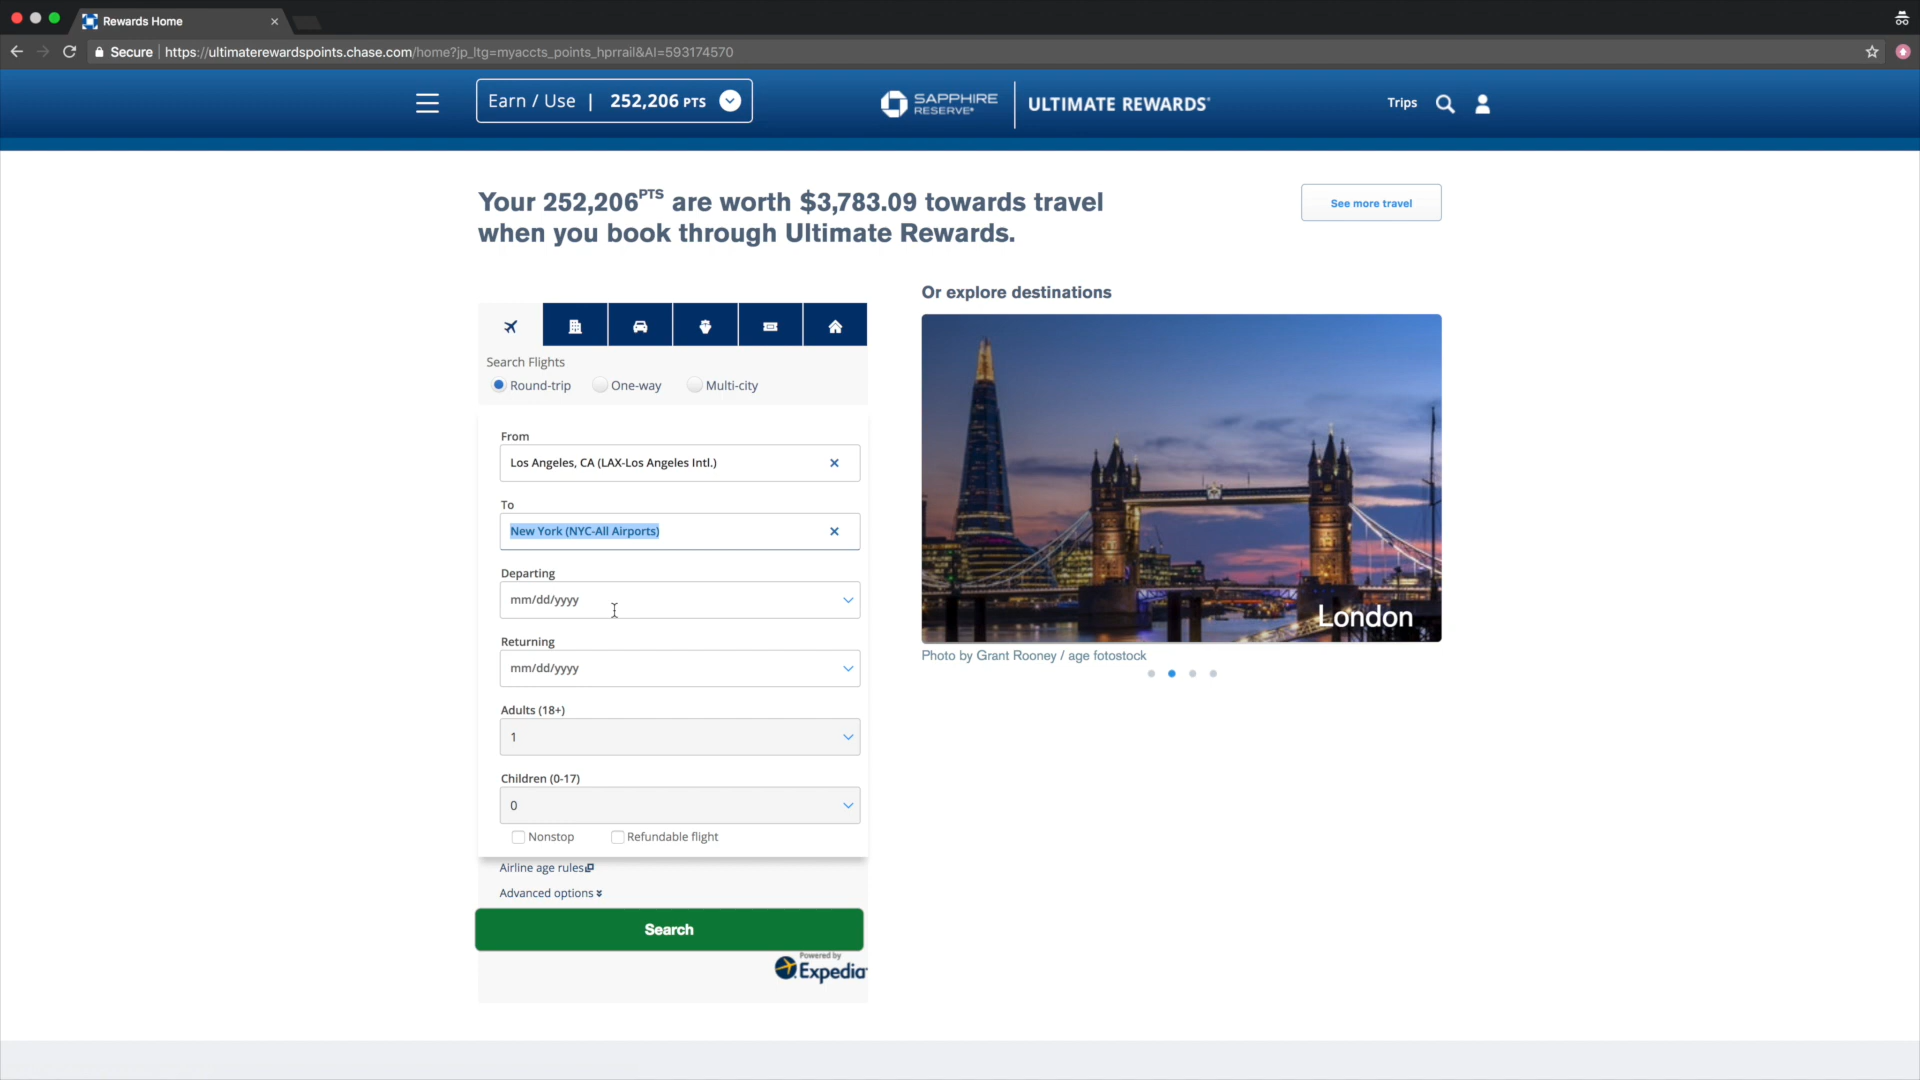 Rewards Home
Secure https://ultimaterewardspoints.chase.com/home?jp_ltg=myaccts_points_hprrail&AI=593174570
Earn / Use | 252,206 PTS
SAPPHIRE RESERVE® ULTIMATE REWARDS®
Trips
Your 252,206 PTS are worth $3,783.09 towards travel
when you book through Ultimate Rewards.
See more travel
Search Flights
Round-trip One-way Multi-city
From
Los Angeles, CA (LAX-Los Angeles Intl.)
To
New York (NYC-All Airports)
Departing
mm/dd/yyyy
Returning
mm/dd/yyyy
Adults (18+)
1
Children (0-17)
0
Nonstop Refundable flight
Airline age rules
Advanced options
Search
Powered by
Expedia
Or explore destinations
London
Photo by Grant Rooney / age fotostock